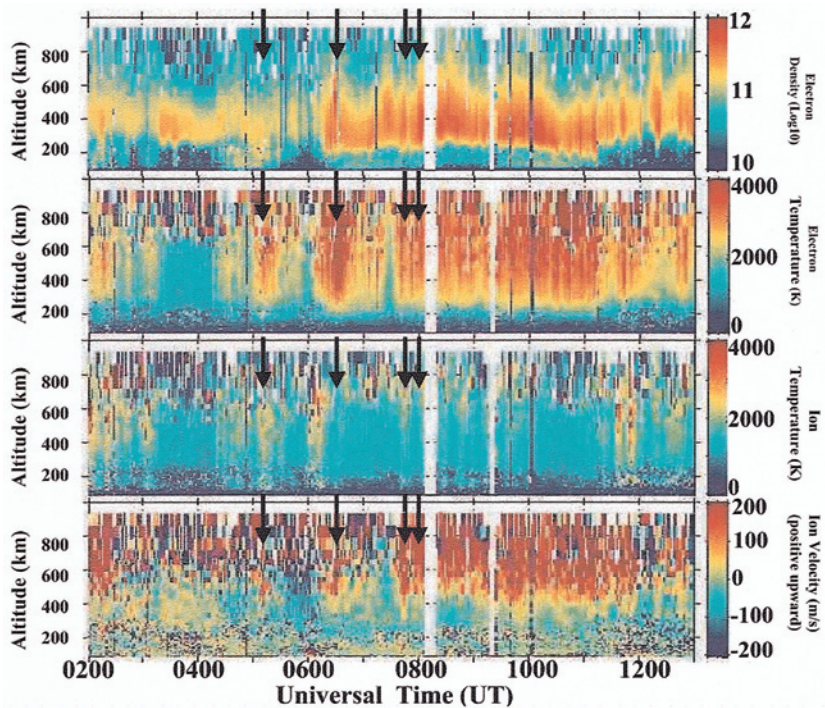 Altitude (km)
800
600
400
200
12
11
10
Electron
Density (Log10)
Altitude (km)
800
600
400
200
4000
2000
0
Electron
Temperature (K)
Altitude (km)
800
600
400
200
4000
2000
0
Ion
Temperature (K)
Altitude (km)
800
600
400
200
200
100
0
-100
-200
Ion Velocity (m/s)
(positive upward)
0200 0400 0600 0800 1000 1200
Universal Time (UT)